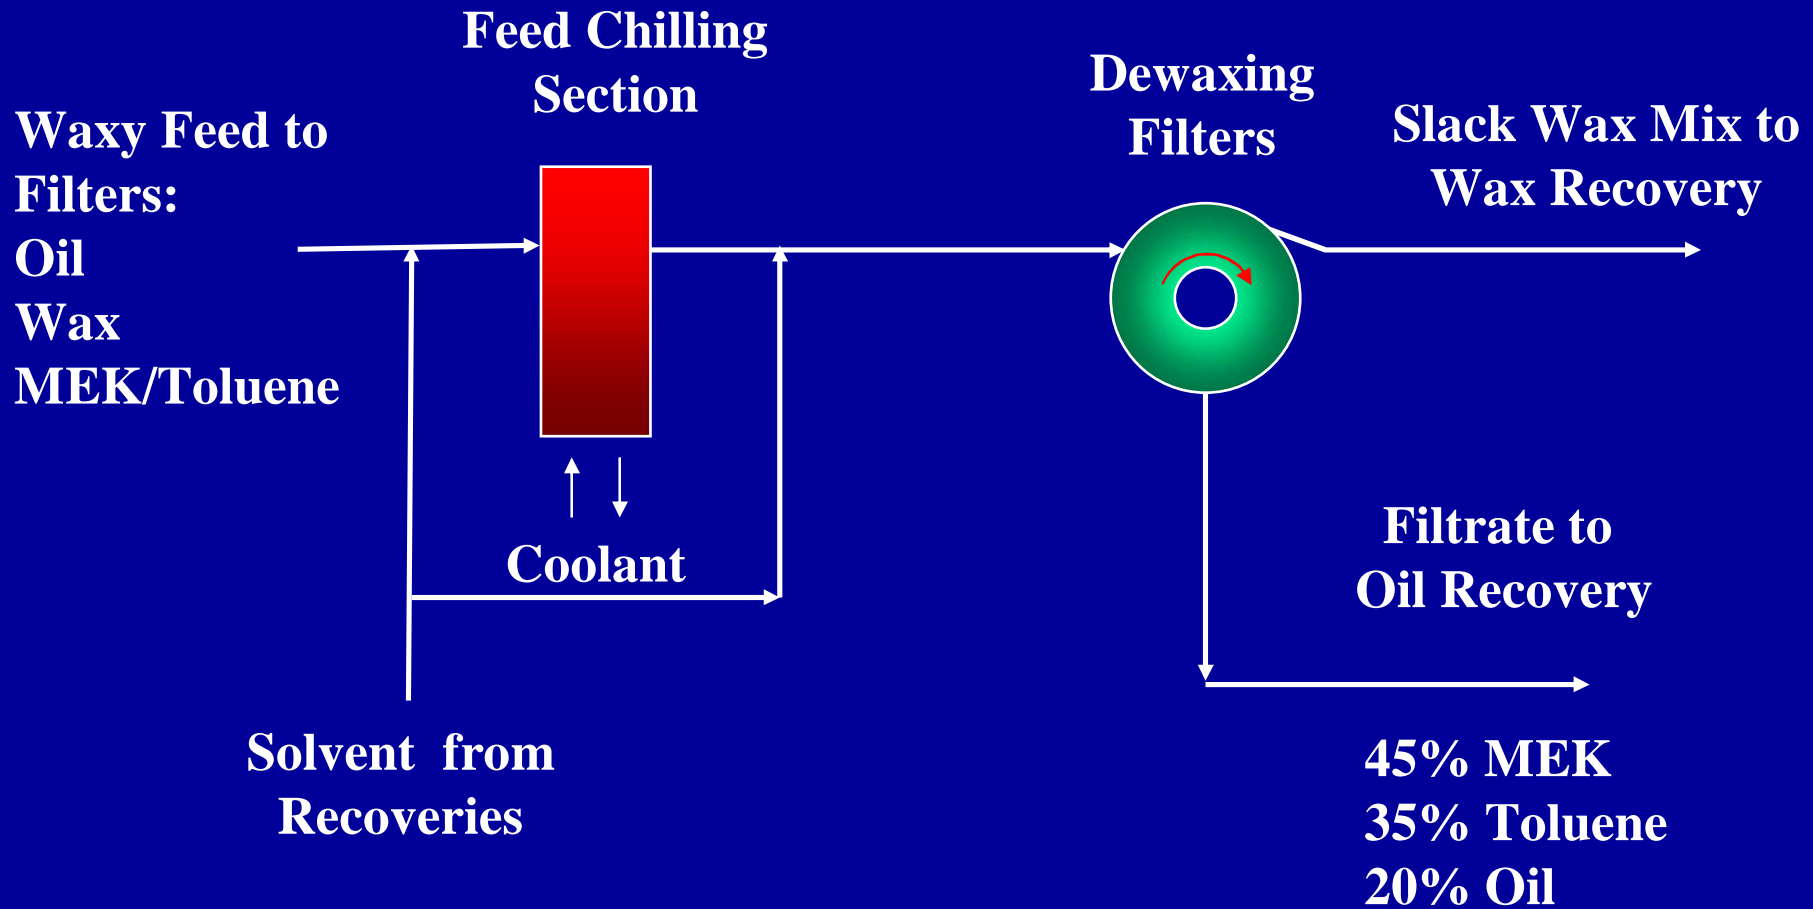 Feed Chilling
Section
Dewaxing
Filters
Slack Wax Mix to
Wax Recovery
Waxy Feed to
Filters:
Oil
Wax
MEK/Toluene
Coolant
Filtrate to
Oil Recovery
Solvent from
Recoveries
45% MEK
35% Toluene
20% Oil